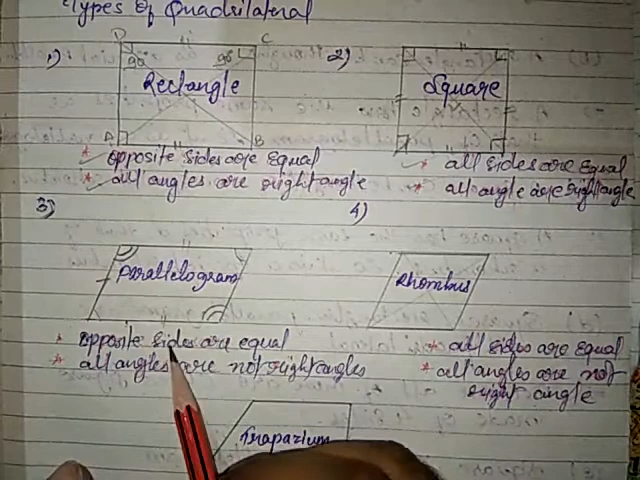 Types Of Quadrilateral
1)
D
C
90°
90°
Rectangle
A
B
* opposite sides are Equal
* all angles are right angle
2)
Square
* all sides are Equal
* all angle are right angle
3)
Parallelogram
* opposite sides are equal
* all angles are not right angles
4)
Rhombus
* all sides are Equal
* all angles are not
right angle
Trapazium